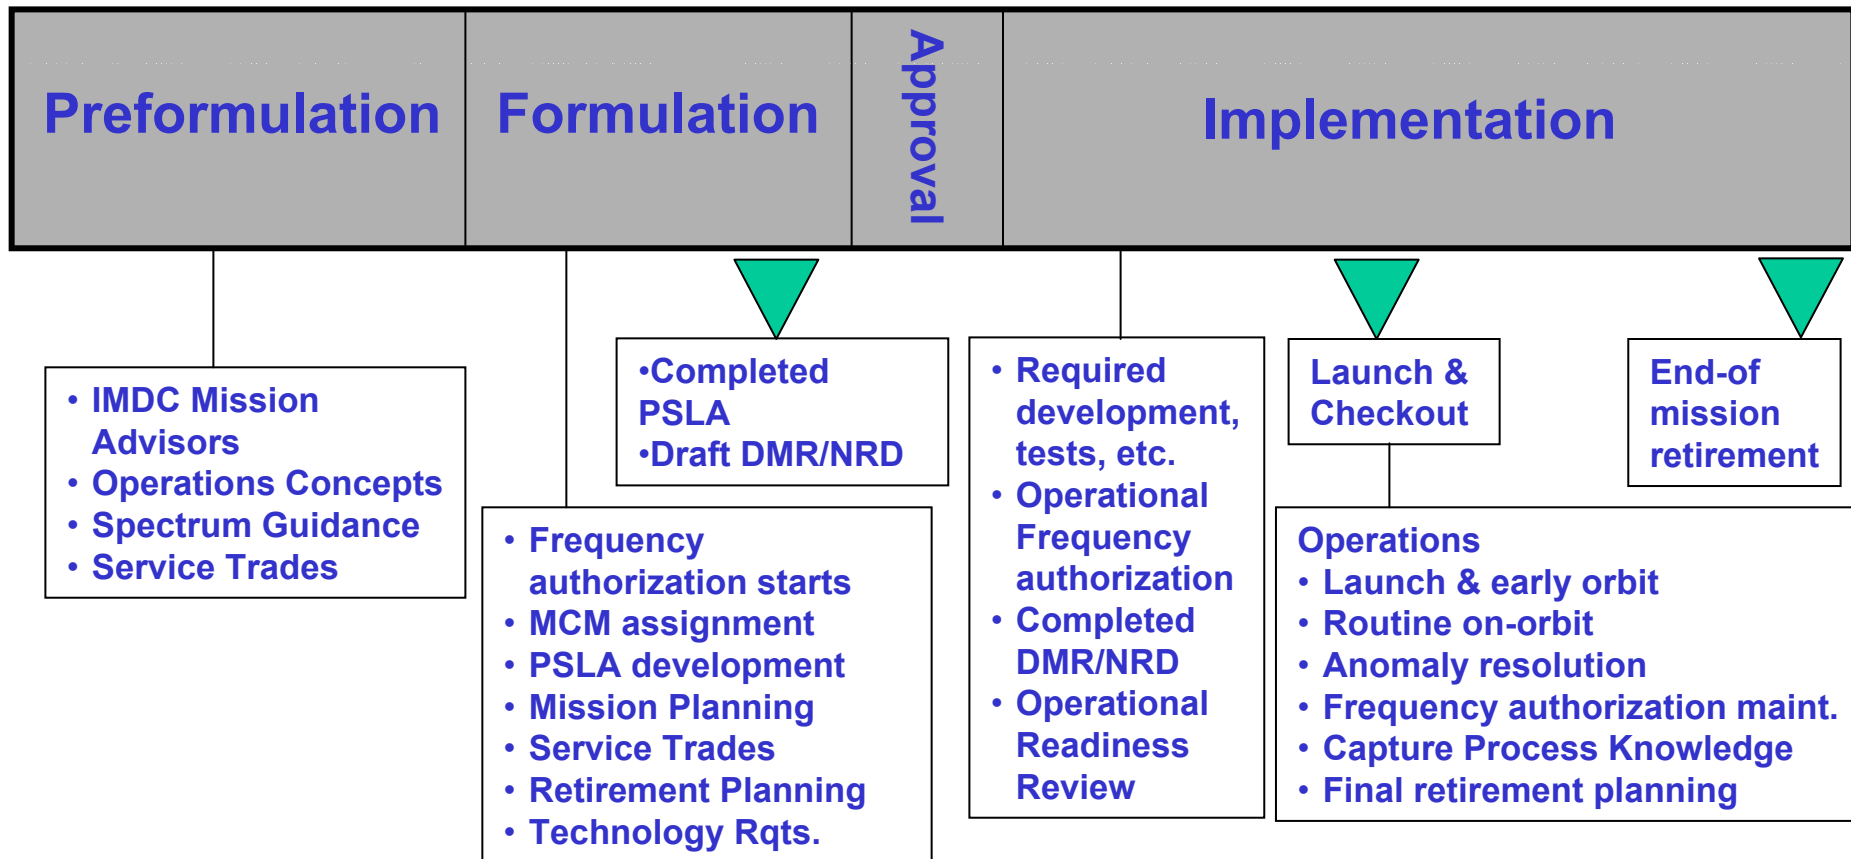 Preformulation
Formulation
Approval
Implementation
• IMDC Mission
Advisors
• Operations Concepts
• Spectrum Guidance
• Service Trades
•Completed
PSLA
•Draft DMR/NRD
• Frequency
authorization starts
• MCM assignment
• PSLA development
• Mission Planning
• Service Trades
• Retirement Planning
• Technology Rqts.
• Required
development,
tests, etc.
• Operational
Frequency
authorization
• Completed
DMR/NRD
• Operational
Readiness
Review
Launch &
Checkout
End-of
mission
retirement
Operations
• Launch & early orbit
• Routine on-orbit
• Anomaly resolution
• Frequency authorization maint.
• Capture Process Knowledge
• Final retirement planning